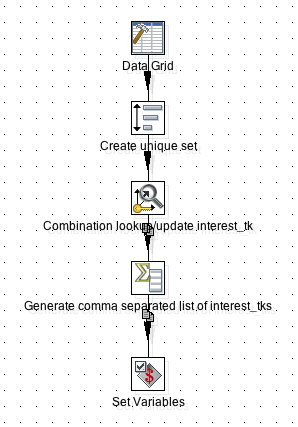 Data Grid
Create unique set
Combination lookup/update interest_tk
Generate comma separated list of interest_tks
Set Variables